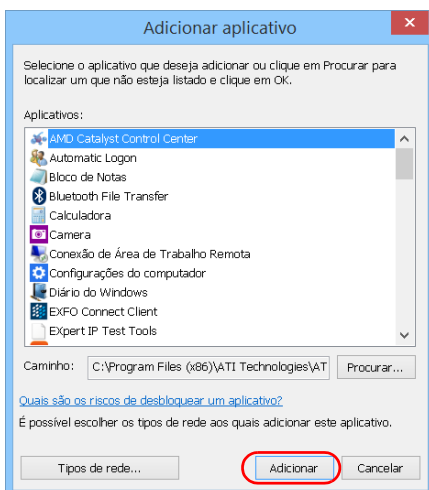 Adicionar aplicativo
Selecione o aplicativo que deseja adicionar ou clique em Procurar para
localizar um que não esteja listado e clique em OK.
Aplicativos:
AMD Catalyst Control Center
Automatic Logon
Bloco de Notas
Bluetooth File Transfer
Calculadora
Camera
Conexão de Área de Trabalho Remota
Configurações do computador
Diário do Windows
EXFO Connect Client
EXpert IP Test Tools
Caminho: C:\Program Files (x86)\ATI Technologies\AT Procurar...
Quais são os riscos de desbloquear um aplicativo?
É possível escolher os tipos de rede aos quais adicionar este aplicativo.
Tipos de rede... Adicionar Cancelar